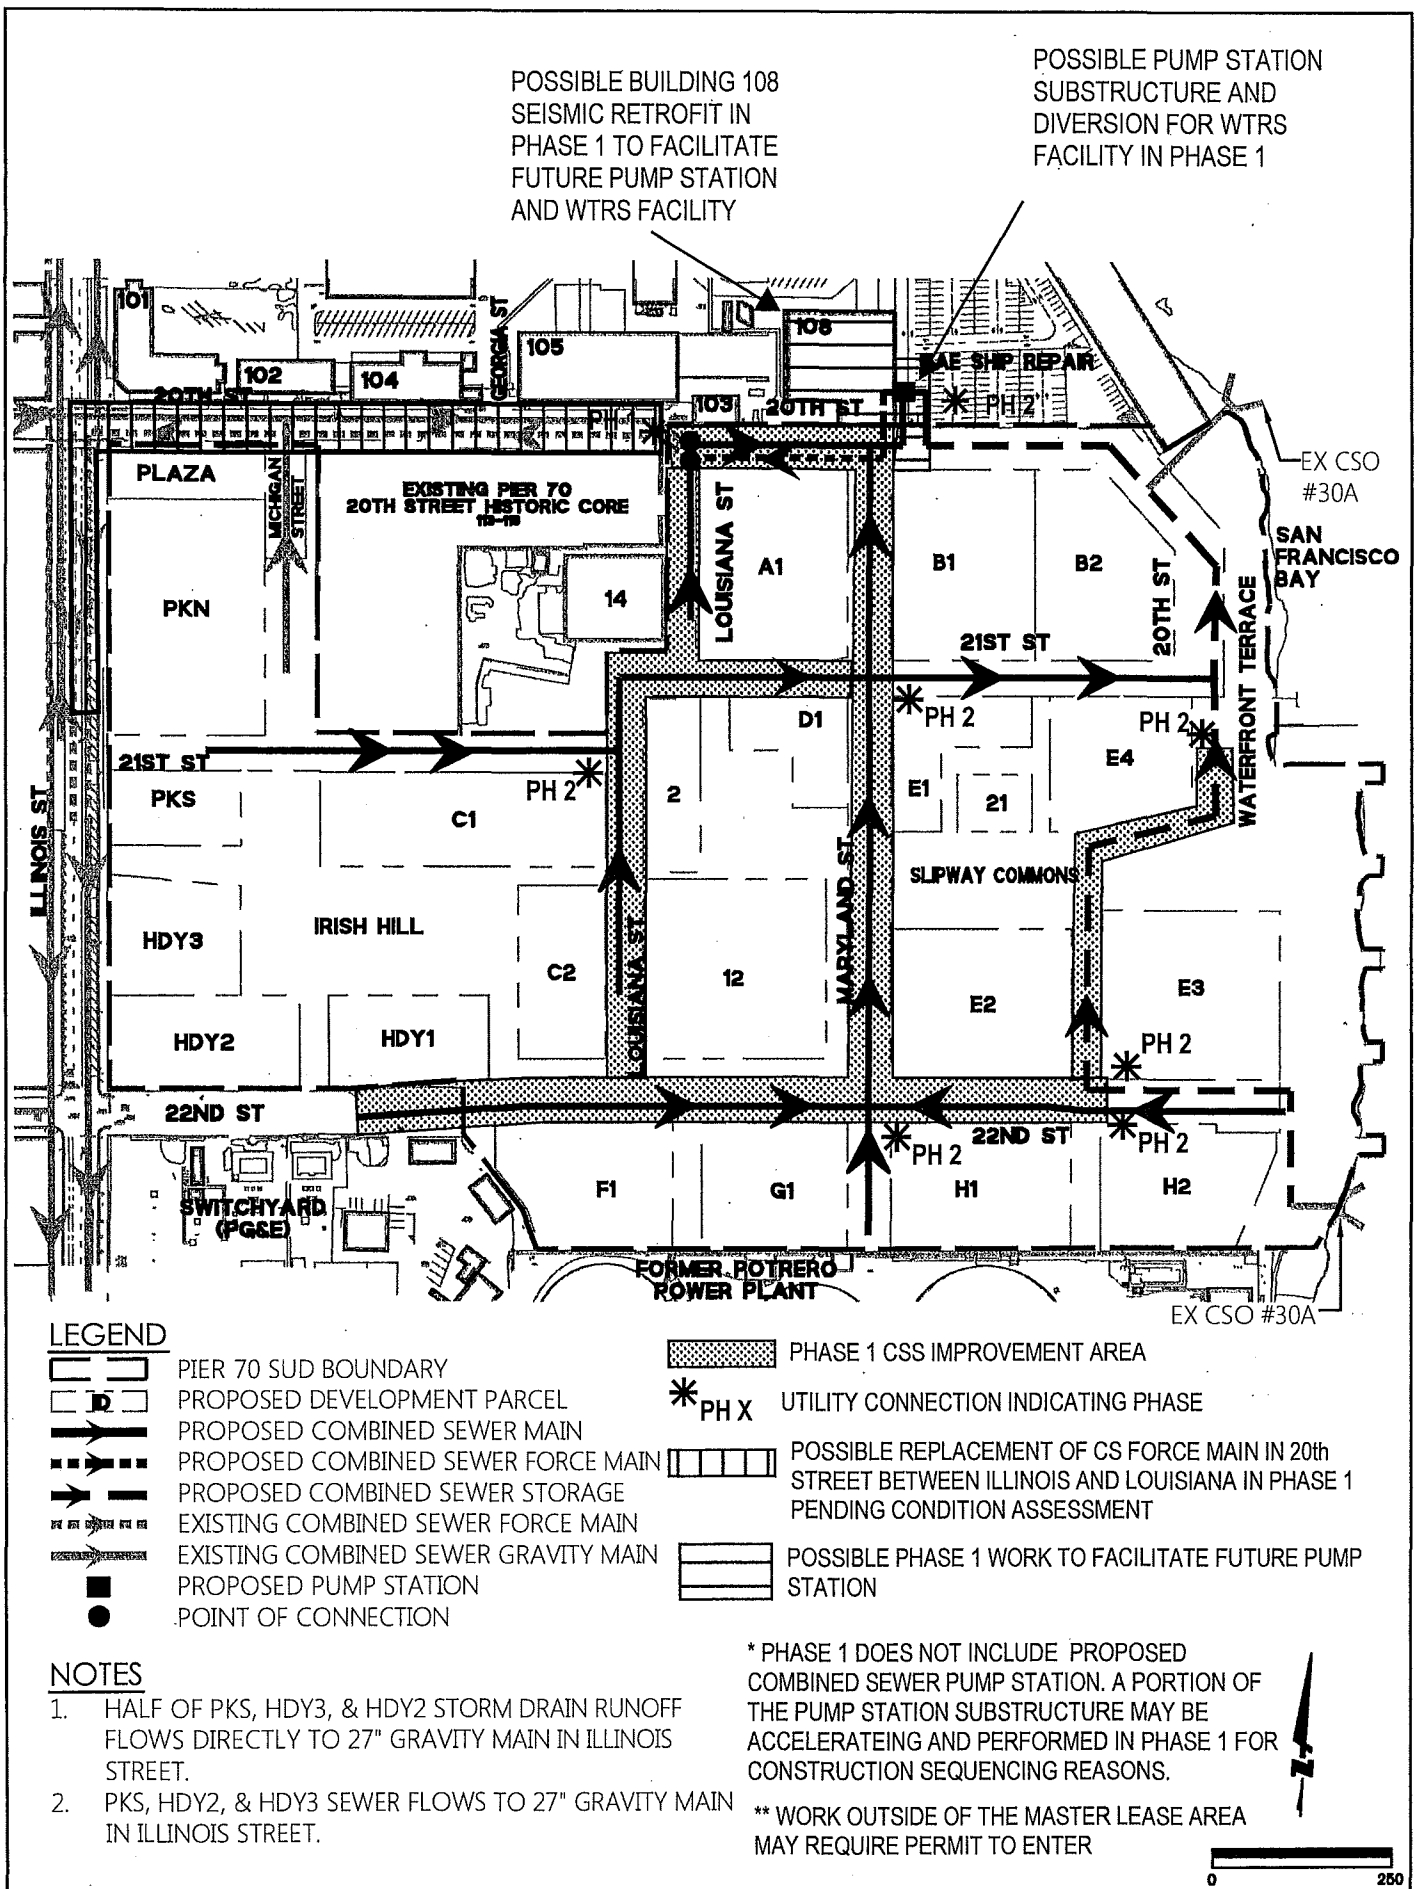 POSSIBLE BUILDING 108
SEISMIC RETROFIT IN
PHASE 1 TO FACILITATE
FUTURE PUMP STATION
AND WTRS FACILITY
POSSIBLE PUMP STATION
SUBSTRUCTURE AND
DIVERSION FOR WTRS
FACILITY IN PHASE 1
101
102
104
GEORGIA ST
105
108
103
20TH ST
20TH ST
PH 1
PH 2**
EX CSO
#30A
PLAZA
MICHIGAN
STREET
EXISTING PIER 70
20TH STREET HISTORIC CORE
LOUISIANA ST
A1
B1
B2
20TH ST
SAN
FRANCISCO
BAY
WATERFRONT TERRACE
PKN
14
21ST ST
D1
PH 2
PH 2
21ST ST
PH 2
2
E1
21
E4
ILLINOIS ST
PKS
C1
MARYLAND ST
SLIPWAY COMMONS
HDY3
IRISH HILL
C2
LOUISIANA ST
12
E2
E3
HDY2
HDY1
PH 2
22ND ST
22ND ST
PH 2
PH 2
SWITCHYARD
(PG&E)
F1
G1
H1
H2
FORMER POTRERO
POWER PLANT
EX CSO #30A
LEGEND
PIER 70 SUD BOUNDARY
ID PROPOSED DEVELOPMENT PARCEL
PROPOSED COMBINED SEWER MAIN
PROPOSED COMBINED SEWER FORCE MAIN
PROPOSED COMBINED SEWER STORAGE
EXISTING COMBINED SEWER FORCE MAIN
EXISTING COMBINED SEWER GRAVITY MAIN
PROPOSED PUMP STATION
POINT OF CONNECTION
PHASE 1 CSS IMPROVEMENT AREA
PH X UTILITY CONNECTION INDICATING PHASE
POSSIBLE REPLACEMENT OF CS FORCE MAIN IN 20th
STREET BETWEEN ILLINOIS AND LOUISIANA IN PHASE 1
PENDING CONDITION ASSESSMENT
POSSIBLE PHASE 1 WORK TO FACILITATE FUTURE PUMP
STATION
NOTES
1. HALF OF PKS, HDY3, & HDY2 STORM DRAIN RUNOFF
FLOWS DIRECTLY TO 27" GRAVITY MAIN IN ILLINOIS
STREET.
2. PKS, HDY2, & HDY3 SEWER FLOWS TO 27" GRAVITY MAIN
IN ILLINOIS STREET.
* PHASE 1 DOES NOT INCLUDE PROPOSED
COMBINED SEWER PUMP STATION. A PORTION OF
THE PUMP STATION SUBSTRUCTURE MAY BE
ACCELERATEING AND PERFORMED IN PHASE 1 FOR
CONSTRUCTION SEQUENCING REASONS.
** WORK OUTSIDE OF THE MASTER LEASE AREA
MAY REQUIRE PERMIT TO ENTER
N
0 250